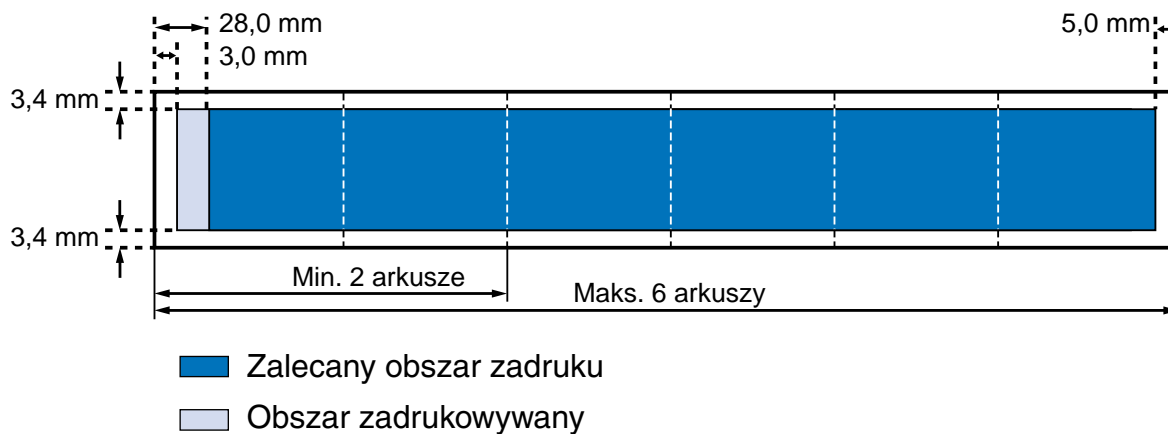 28,0 mm
5,0 mm
3,0 mm
3,4 mm
3,4 mm
Min. 2 arkusze
Maks. 6 arkuszy
Zalecany obszar zadruku
Obszar zadrukowywany